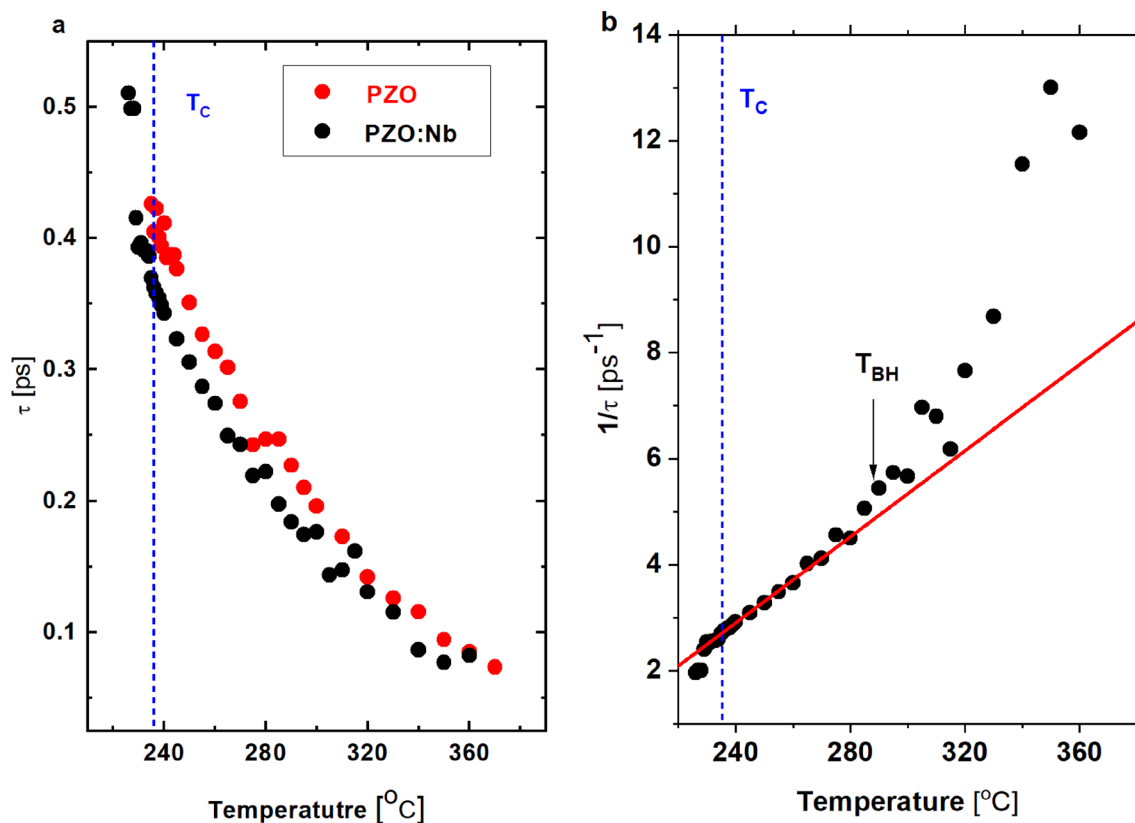 a
T_C
PZO
PZO:Nb
0.5
0.4
0.3
0.2
0.1
τ [ps]
240
280
320
360
Temperatutre [°C]
b
T_C
T_BH
14
12
10
8
6
4
2
1/τ [ps⁻¹]
240
280
320
360
Temperature [°C]